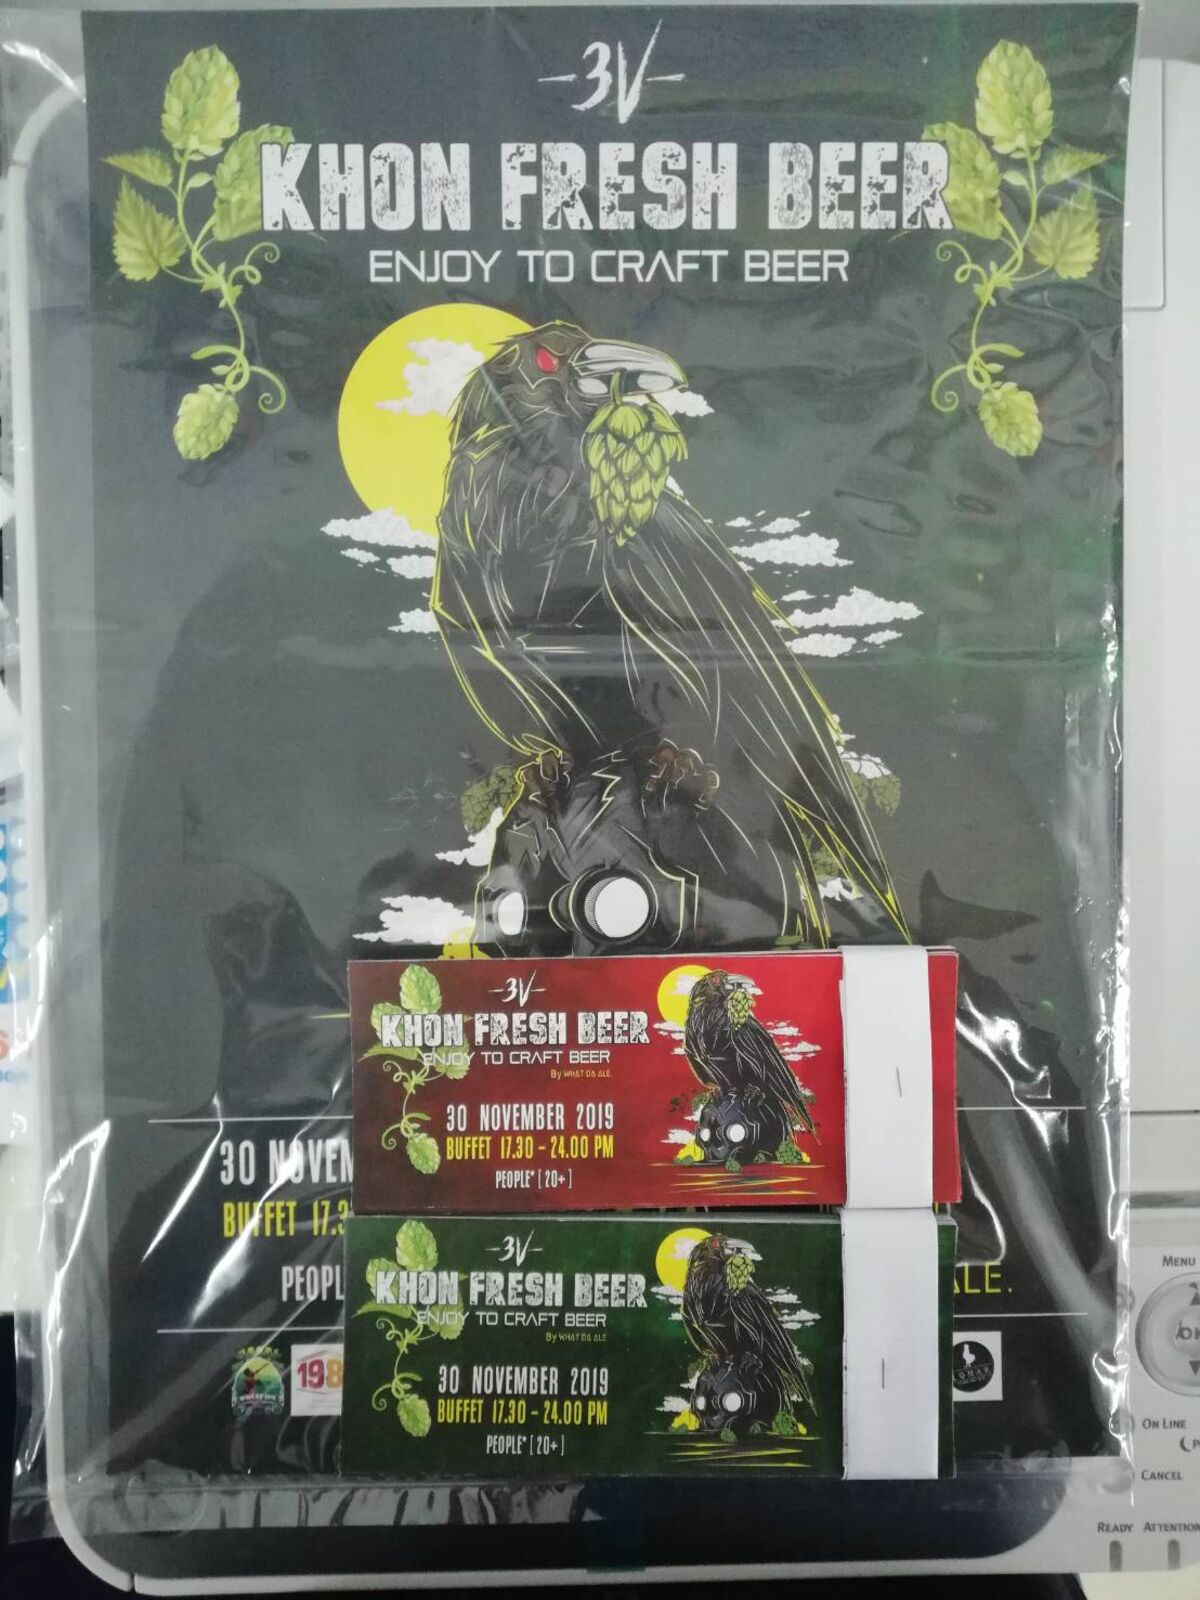 3V
KHON FRESH BEER
ENJOY TO CRAFT BEER
3V
KHON FRESH BEER
ENJOY TO CRAFT BEER
By WHAT DA ALE.
30 NOVEMBER 2019
BUFFET 17.30 - 24.00 PM
PEOPLE* [ 20+ ]
30 NOVEM
BUFFET 17.3
PEOPL
ALE.
3V
KHON FRESH BEER
ENJOY TO CRAFT BEER
By WHAT DA ALE
30 NOVEMBER 2019
BUFFET 17.30 - 24.00 PM
PEOPLE* [ 20+ ]
198
MENU
OK
ON LINE
CANCEL
READY ATTENTION